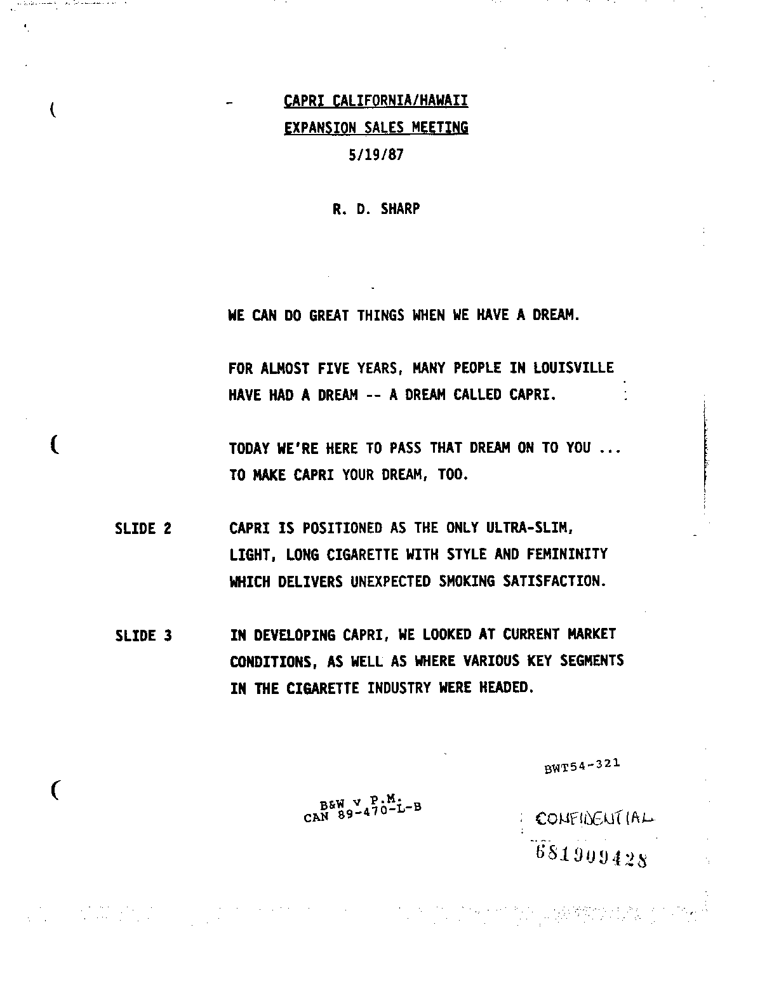 CAPRI CALIFORNIA/HAWAII
EXPANSION SALES MEETING
5/19/87
R. D. SHARP
WE CAN DO GREAT THINGS WHEN WE HAVE A DREAM.
FOR ALMOST FIVE YEARS, MANY PEOPLE IN LOUISVILLE
HAVE HAD A DREAM -- A DREAM CALLED CAPRI.
TODAY WE'RE HERE TO PASS THAT DREAM ON TO YOU ...
TO MAKE CAPRI YOUR DREAM, TOO.
SLIDE 2 CAPRI IS POSITIONED AS THE ONLY ULTRA-SLIM,
LIGHT, LONG CIGARETTE WITH STYLE AND FEMININITY
WHICH DELIVERS UNEXPECTED SMOKING SATISFACTION.
SLIDE 3 IN DEVELOPING CAPRI, WE LOOKED AT CURRENT MARKET
CONDITIONS, AS WELL AS WHERE VARIOUS KEY SEGMENTS
IN THE CIGARETTE INDUSTRY WERE HEADED.
BWT54-321
B&W v P.M.
CAN 89-470-L-B
CONFIDENTIAL
681909428